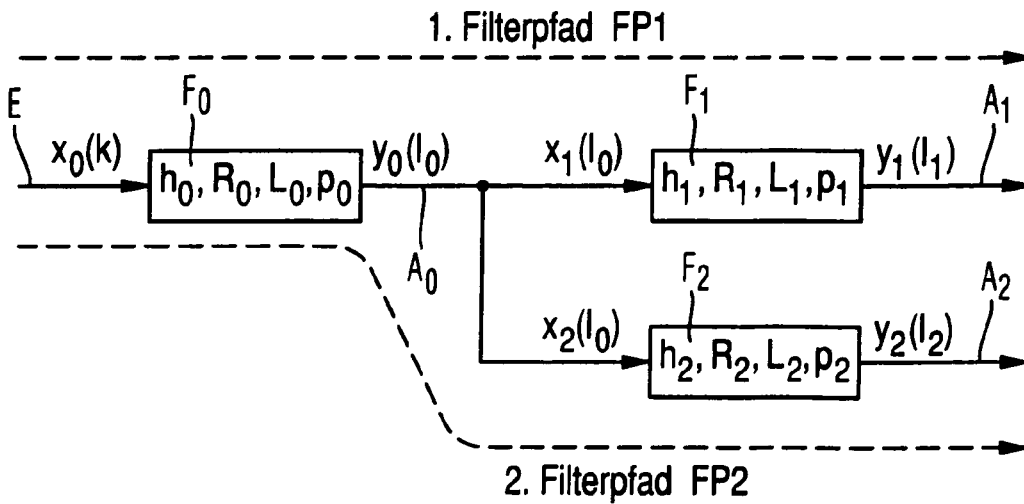 1. Filterpfad FP1
E
F0
F1
A1
x0(k)
h0, R0, L0, p0
y0(l0)
x1(l0)
h1, R1, L1, p1
y1(l1)
A0
F2
A2
x2(l0)
h2, R2, L2, p2
y2(l2)
2. Filterpfad FP2